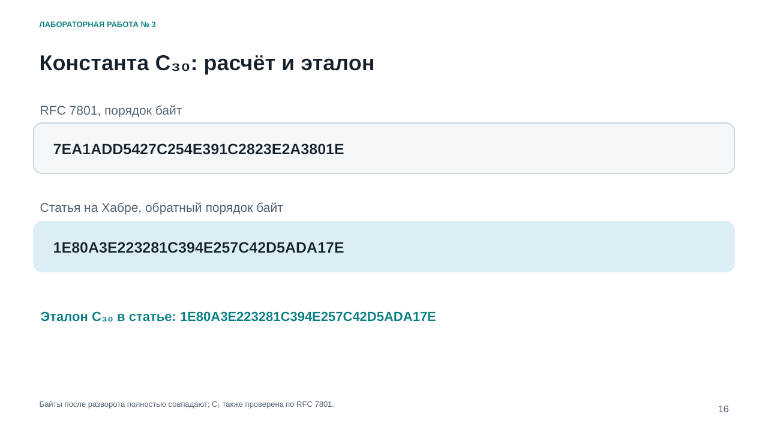 ЛАБОРАТОРНАЯ РАБОТА № 3
Константа C₃₀: расчёт и эталон
RFC 7801, порядок байт
7EA1ADD5427C254E391C2823E2A3801E
Статья на Хабре, обратный порядок байт
1E80A3E223281C394E257C42D5ADA17E
Эталон C₃₀ в статье: 1E80A3E223281C394E257C42D5ADA17E
Байты после разворота полностью совпадают; C₁ также проверена по RFC 7801.
16